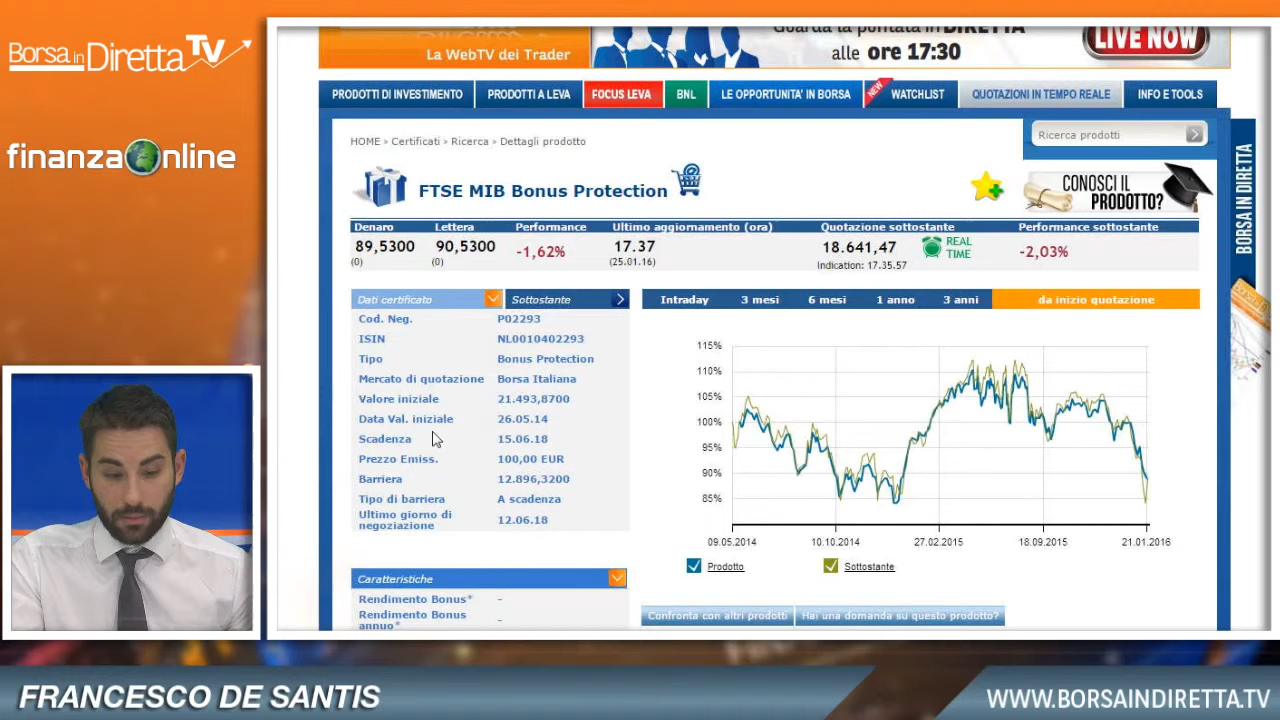 Borsa in Diretta TV
finanza online
La WebTV dei Trader
Guarda la puntata in DIRETTA
alle ore 17:30
LIVE NOW
PRODOTTI DI INVESTIMENTO
PRODOTTI A LEVA
FOCUS LEVA
BNL
LE OPPORTUNITA' IN BORSA
NEW
WATCHLIST
QUOTAZIONI IN TEMPO REALE
INFO E TOOLS
HOME » Certificati » Ricerca » Dettagli prodotto
Ricerca prodotti
BORSA IN DIRETTA
FTSE MIB Bonus Protection
CONOSCI IL
PRODOTTO?
Denaro Lettera Performance Ultimo aggiornamento (ora) Quotazione sottostante Performance sottostante
89,5300 90,5300 -1,62% 17.37 18.641,47 REAL TIME -2,03%
(0) (0) (25.01.16) Indication: 17.35.57
Dati certificato Sottostante
Cod. Neg. P02293
ISIN NL0010402293
Tipo Bonus Protection
Mercato di quotazione Borsa Italiana
Valore iniziale 21.493,8700
Data Val. iniziale 26.05.14
Scadenza 15.06.18
Prezzo Emiss. 100,00 EUR
Barriera 12.896,3200
Tipo di barriera A scadenza
Ultimo giorno di
negoziazione 12.06.18
Caratteristiche
Rendimento Bonus* -
Rendimento Bonus
annuo* -
Intraday 3 mesi 6 mesi 1 anno 3 anni da inizio quotazione
115%
110%
105%
100%
95%
90%
85%
09.05.2014 10.10.2014 27.02.2015 18.09.2015 21.01.2016
Prodotto Sottostante
Confronta con altri prodotti Hai una domanda su questo prodotto?
FRANCESCO DE SANTIS
WWW.BORSAINDIRETTA.TV